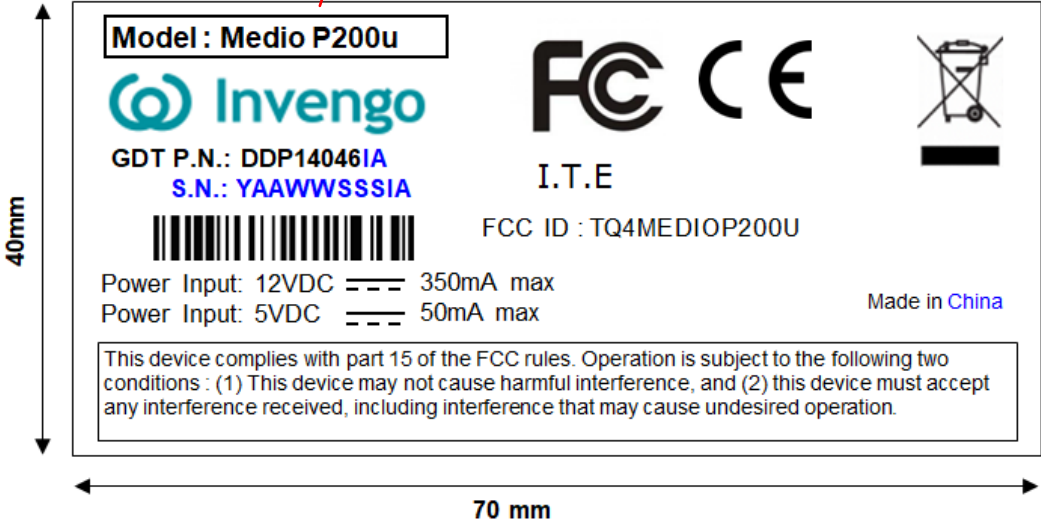 Model : Medio P200u
Invengo
GDT P.N.: DDP14046IA
S.N.: YAAWWSSSIA
FC CE
I.T.E
FCC ID : TQ4MEDIOP200U
Power Input: 12VDC 350mA max
Power Input: 5VDC 50mA max
Made in China
This device complies with part 15 of the FCC rules. Operation is subject to the following two
conditions : (1) This device may not cause harmful interference, and (2) this device must accept
any interference received, including interference that may cause undesired operation.
40mm
70 mm